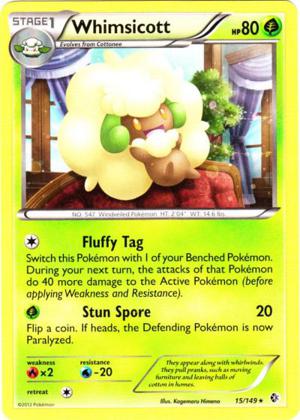 STAGE1
Whimsicott
HP80
Evolves from Cottonee
NO. 547 Windveiled Pokémon HT. 2'04" WT. 14.6 lbs.
Fluffy Tag
Switch this Pokémon with 1 of your Benched Pokémon.
During your next turn, the attacks of that Pokémon
do 40 more damage to the Active Pokémon (before
applying Weakness and Resistance).
Stun Spore 20
Flip a coin. If heads, the Defending Pokémon is now
Paralyzed.
weakness
×2
resistance
-20
retreat
They appear along with whirlwinds.
They pull pranks, such as moving
furniture and leaving balls of
cotton in homes.
Illus. Kagemaru Himeno
15/149
©2012 Pokémon